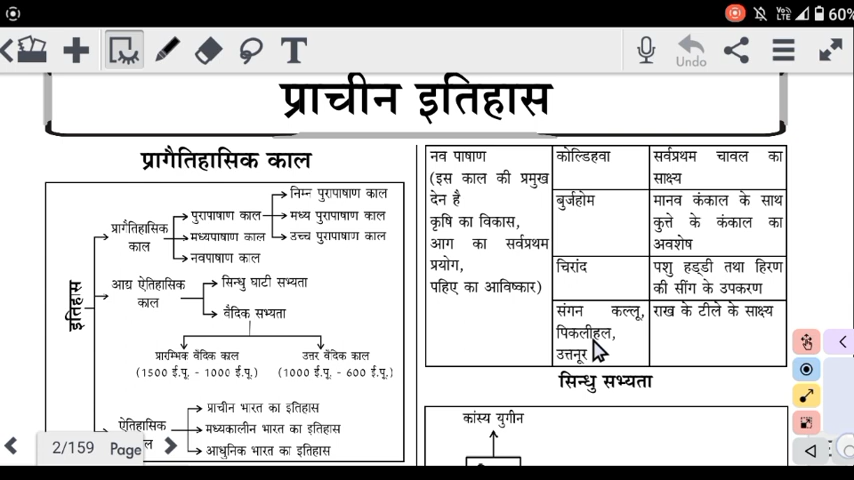 60%
Vo LTE
T
Undo
प्राचीन इतिहास
प्रागैतिहासिक काल
इतिहास
प्रागैतिहासिक
काल
पुरापाषाण काल
निम्न पुरापाषाण काल
मध्य पुरापाषाण काल
उच्च पुरापाषाण काल
मध्यपाषाण काल
नवपाषाण काल
आद्य ऐतिहासिक
काल
सिन्धु घाटी सभ्यता
वैदिक सभ्यता
प्रारम्भिक वैदिक काल
(1500 ई.पू. - 1000 ई.पू.)
उत्तर वैदिक काल
(1000 ई.पू. - 600 ई.पू.)
ऐतिहासिक
प्राचीन भारत का इतिहास
मध्यकालीन भारत का इतिहास
आधुनिक भारत का इतिहास
2/159 Page
नव पाषाण
(इस काल की प्रमुख
देन है
कृषि का विकास,
आग का सर्वप्रथम
प्रयोग,
पहिए का आविष्कार)
कोल्डिहवा
सर्वप्रथम चावल का
साक्ष्य
बुर्जहोम
मानव कंकाल के साथ
कुत्ते के कंकाल का
अवशेष
चिरांद
पशु हड्डी तथा हिरण
की सींग के उपकरण
संगन कल्लू,
पिकलीहल,
उत्तनूर
राख के टीले के साक्ष्य
सिन्धु सभ्यता
कांस्य युगीन